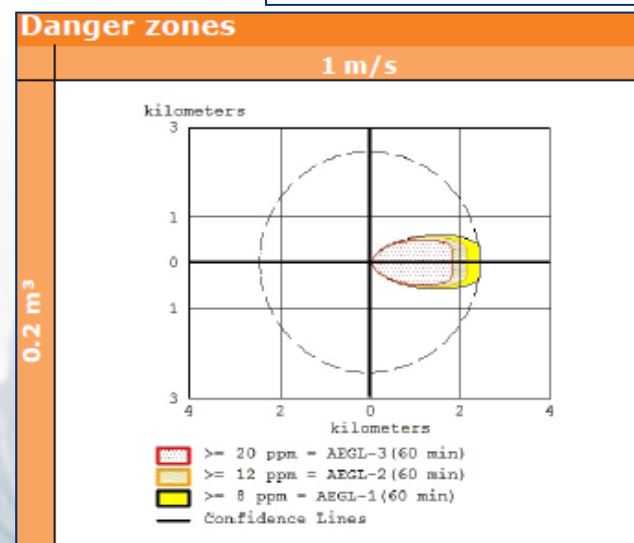 Danger zones
1 m/s
0.2 m³
kilometers
3
1
0
1
3
4 2 0 2 4
kilometers
>= 20 ppm = AEGL-3(60 min)
>= 12 ppm = AEGL-2(60 min)
>= 8 ppm = AEGL-1(60 min)
Confidence Lines